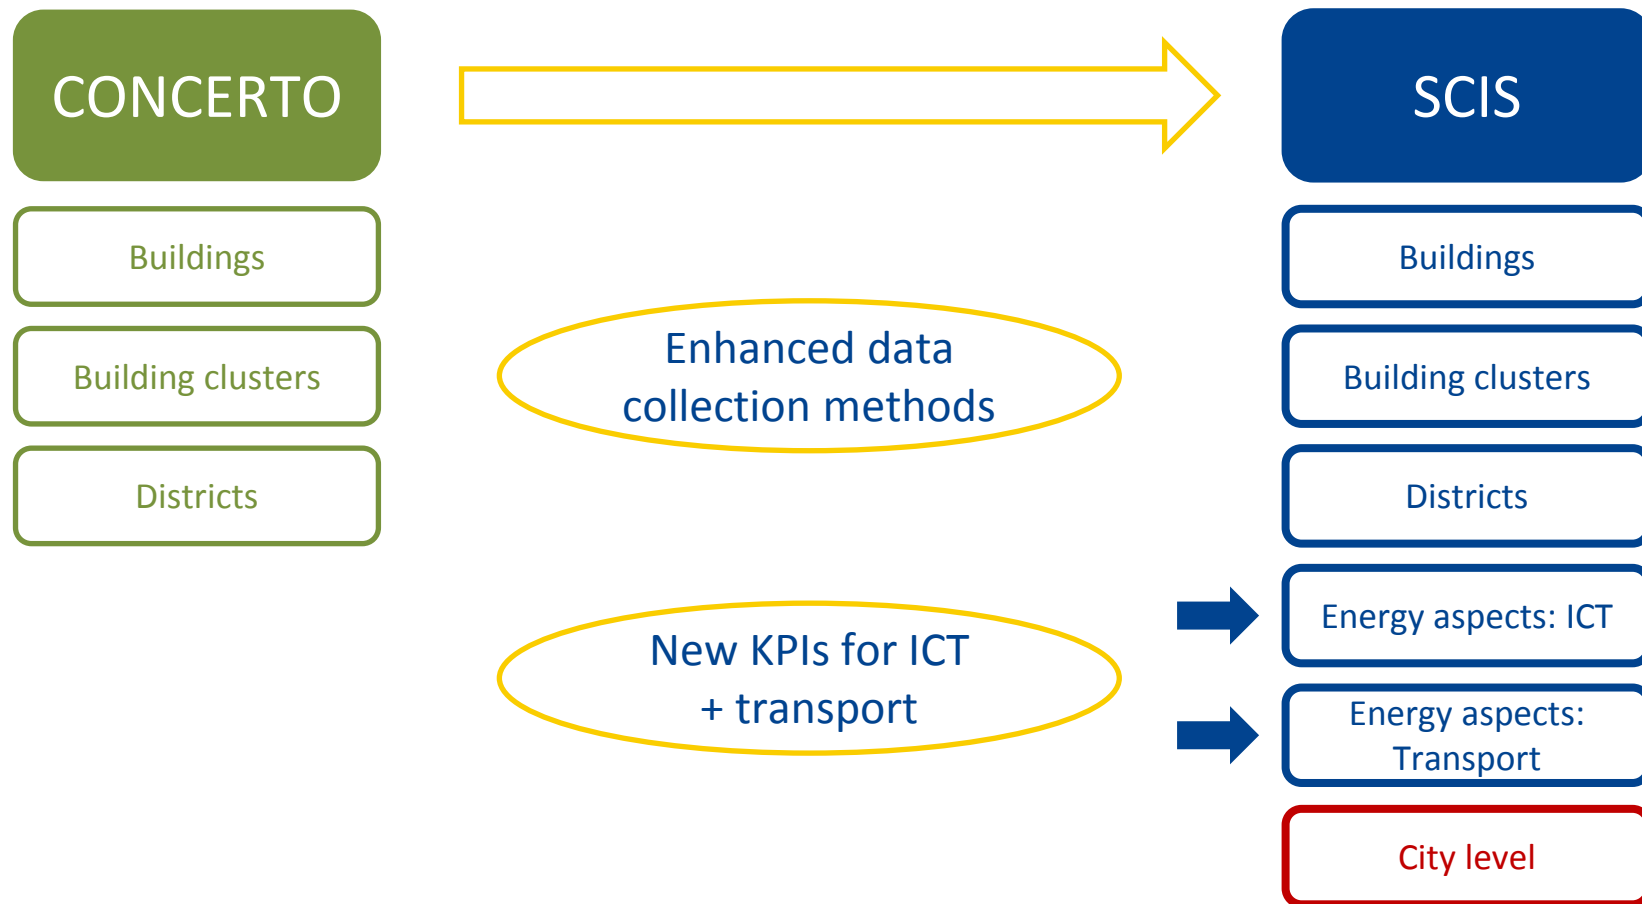 CONCERTO
SCIS
Buildings
Building clusters
Districts
Enhanced data
collection methods
New KPIs for ICT
+ transport
Buildings
Building clusters
Districts
Energy aspects: ICT
Energy aspects:
Transport
City level